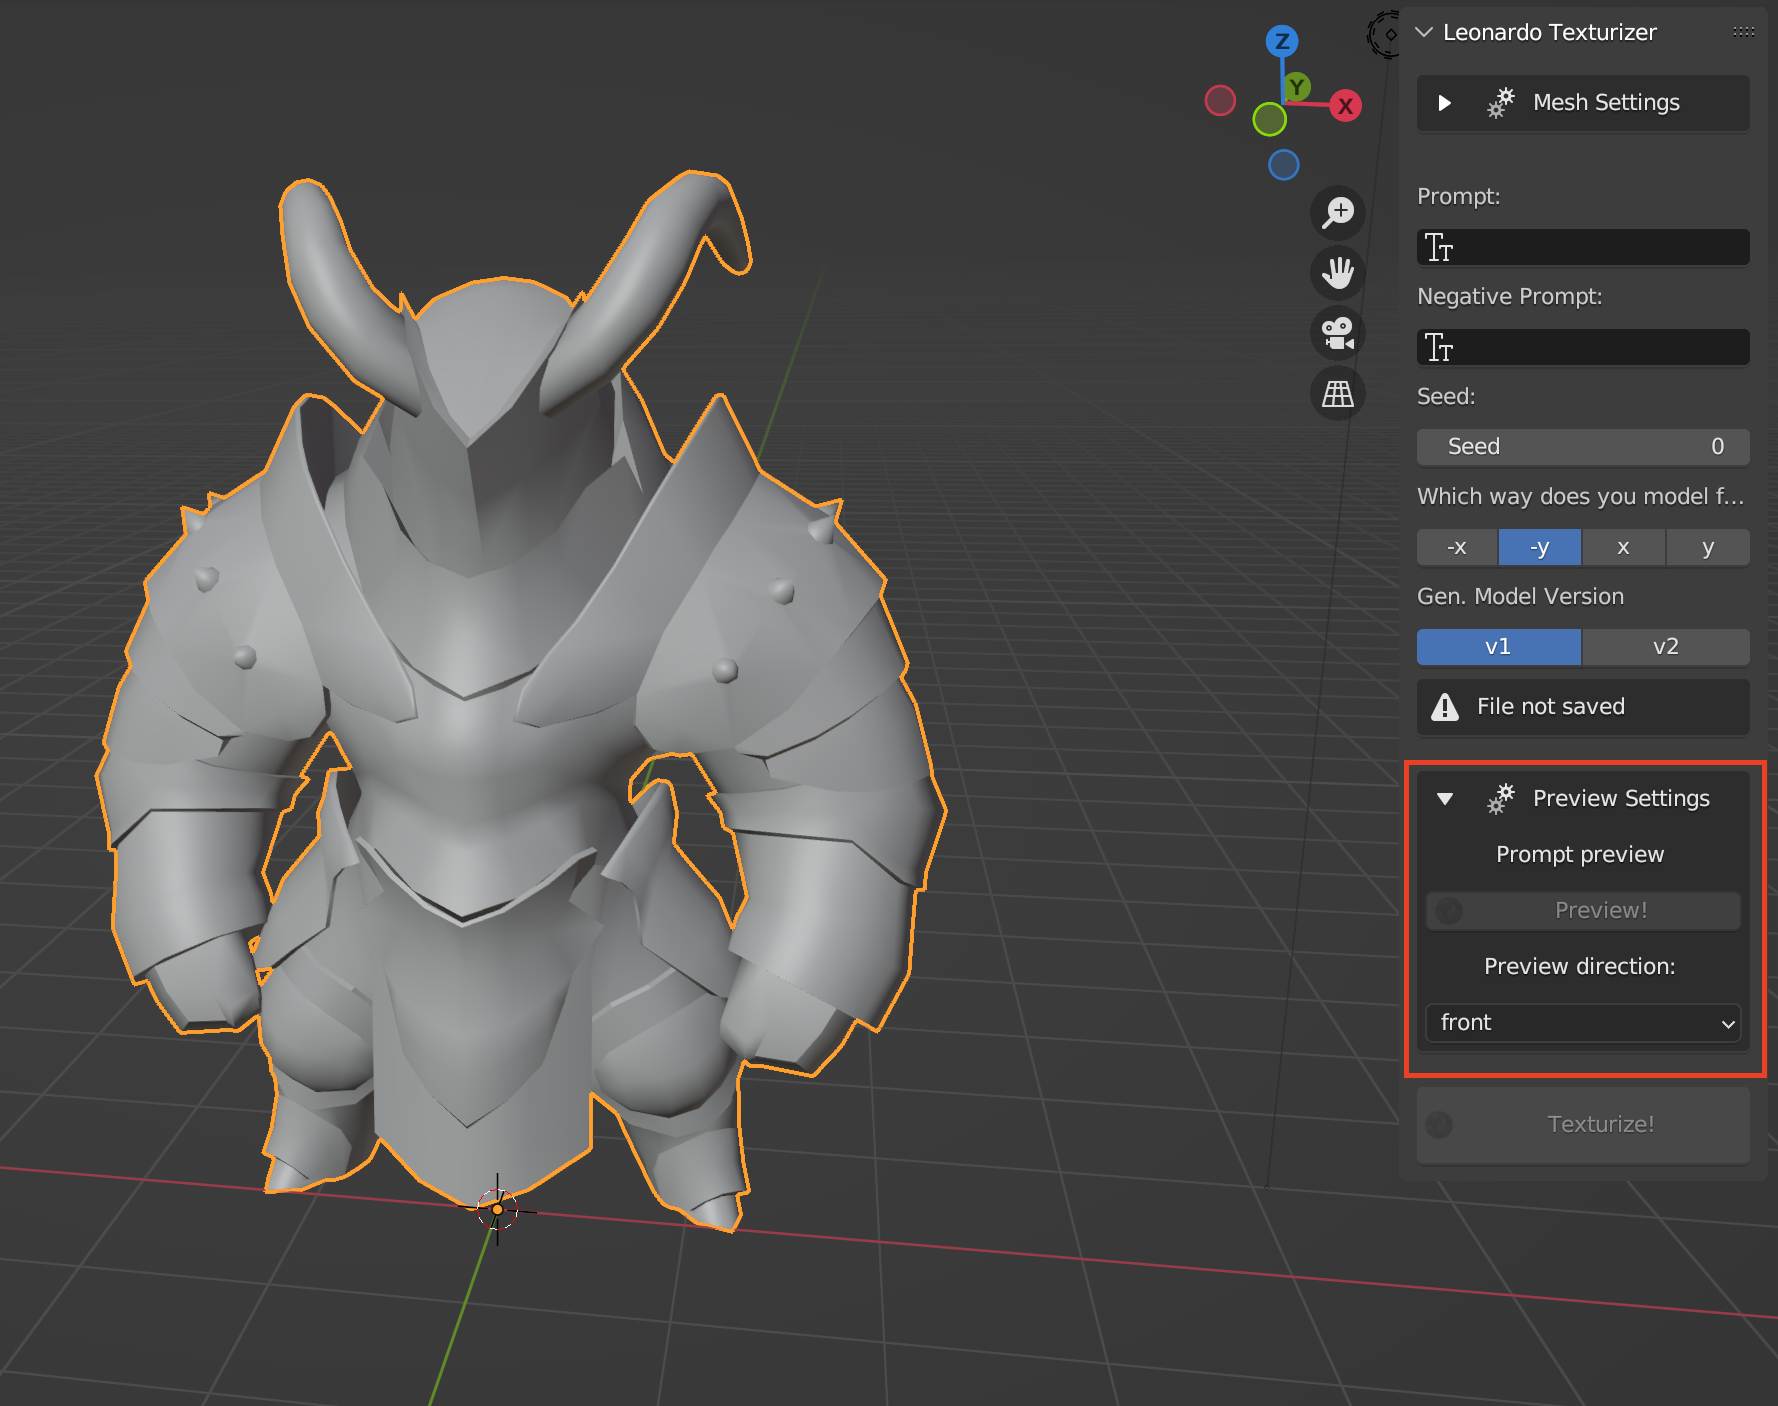 Leonardo Texturizer
Z
Y
X
Mesh Settings
Prompt:
Negative Prompt:
Seed:
Seed 0
Which way does you model f...
-x -y x y
Gen. Model Version
v1 v2
File not saved
Preview Settings
Prompt preview
Preview!
Preview direction:
front
Texturize!